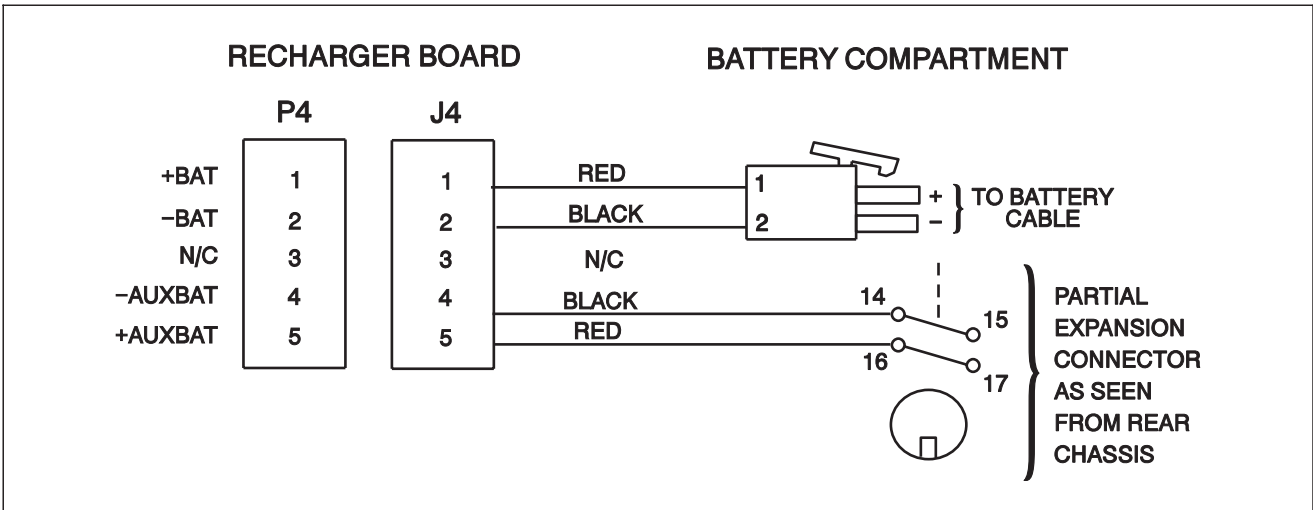 RECHARGER BOARD
BATTERY COMPARTMENT
P4
J4
+BAT 1 1 RED 1 +
−BAT 2 2 BLACK 2 −
TO BATTERY
CABLE
N/C 3 3 N/C
−AUXBAT 4 4 BLACK 14 15
+AUXBAT 5 5 RED 16 17
PARTIAL
EXPANSION
CONNECTOR
AS SEEN
FROM REAR
CHASSIS